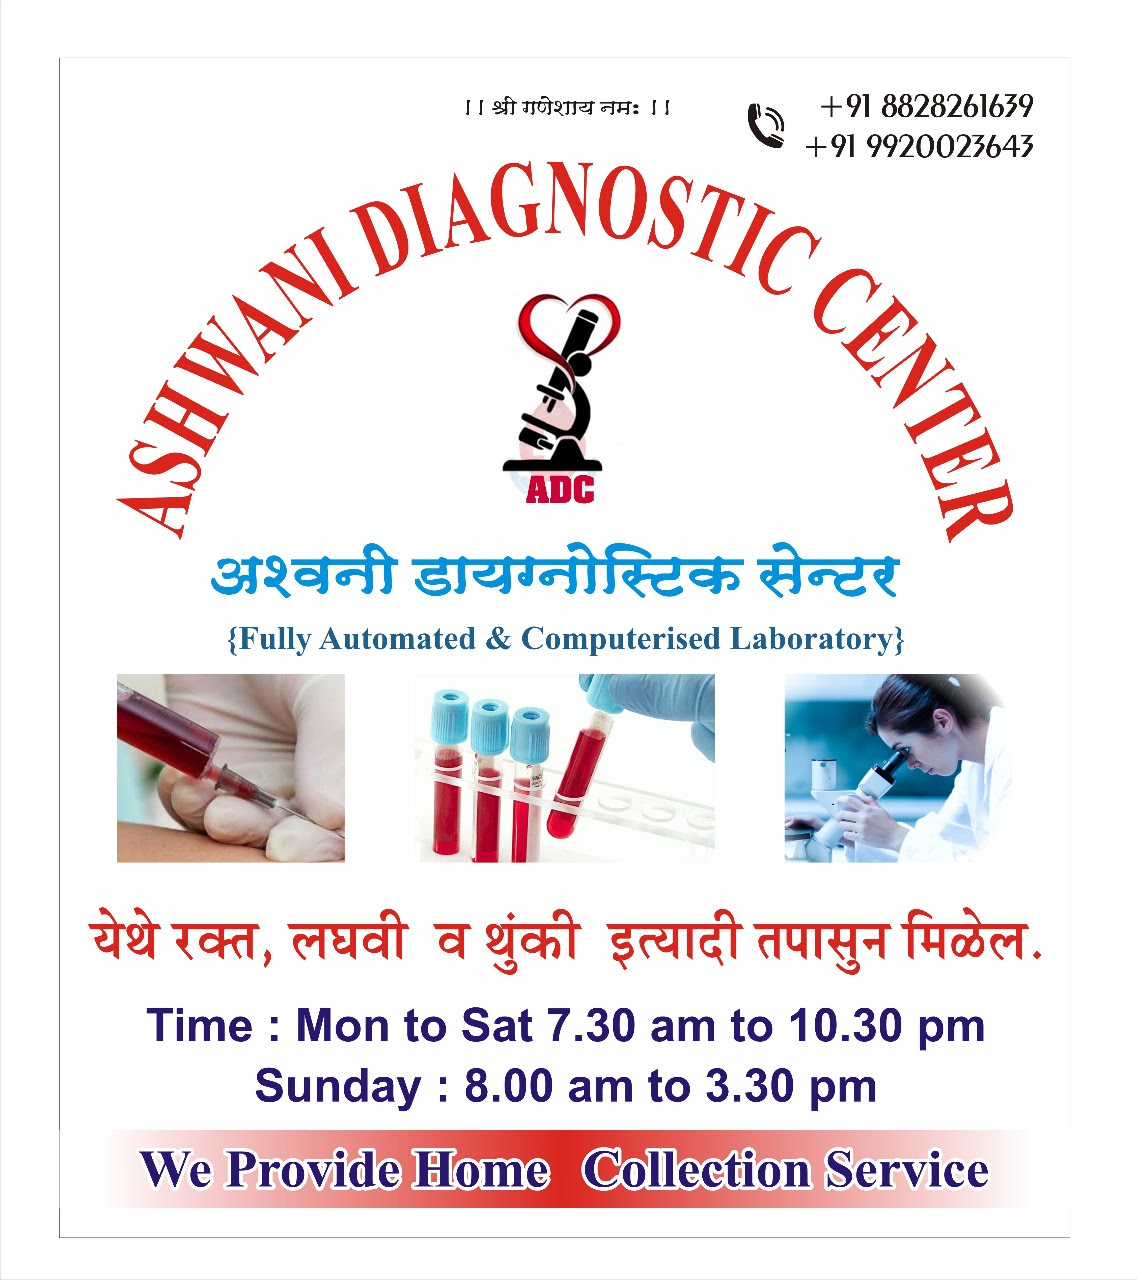 ।। श्री गणेशाय नमः ।।
+91 8828261639
+91 9920023643
ASHWANI DIAGNOSTIC CENTER
ADC
अश्वनी डायग्नोस्टिक सेन्टर
{Fully Automated & Computerised Laboratory}
येथे रक्त, लघवी व थुंकी इत्यादी तपासुन मिळेल.
Time : Mon to Sat 7.30 am to 10.30 pm
Sunday : 8.00 am to 3.30 pm
We Provide Home Collection Service